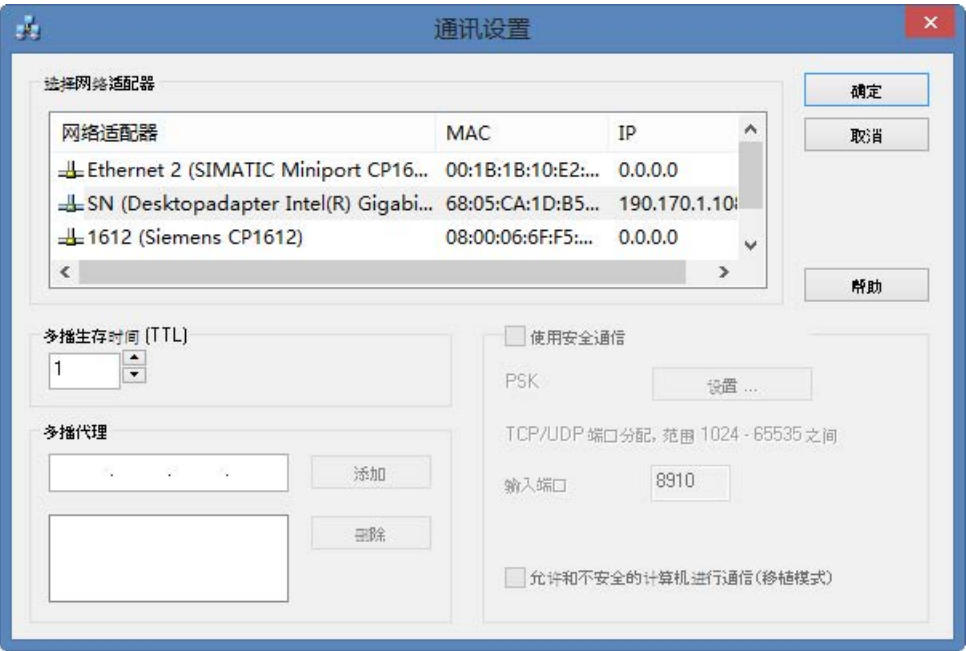 通讯设置
选择网络适配器
网络适配器 MAC IP
Ethernet 2 (SIMATIC Miniport CP16... 00:1B:1B:10:E2:... 0.0.0.0
SN (Desktopadapter Intel(R) Gigabi... 68:05:CA:1D:B5... 190.170.1.108
1612 (Siemens CP1612) 08:00:06:6F:F5:... 0.0.0.0
确定
取消
帮助
多播生存时间 (TTL)
1
多播代理
. . .
添加
删除
使用安全通信
PSK 设置 ...
TCP/UDP 端口分配, 范围 1024 - 65535 之间
输入端口 8910
允许和不安全的计算机进行通信(移植模式)